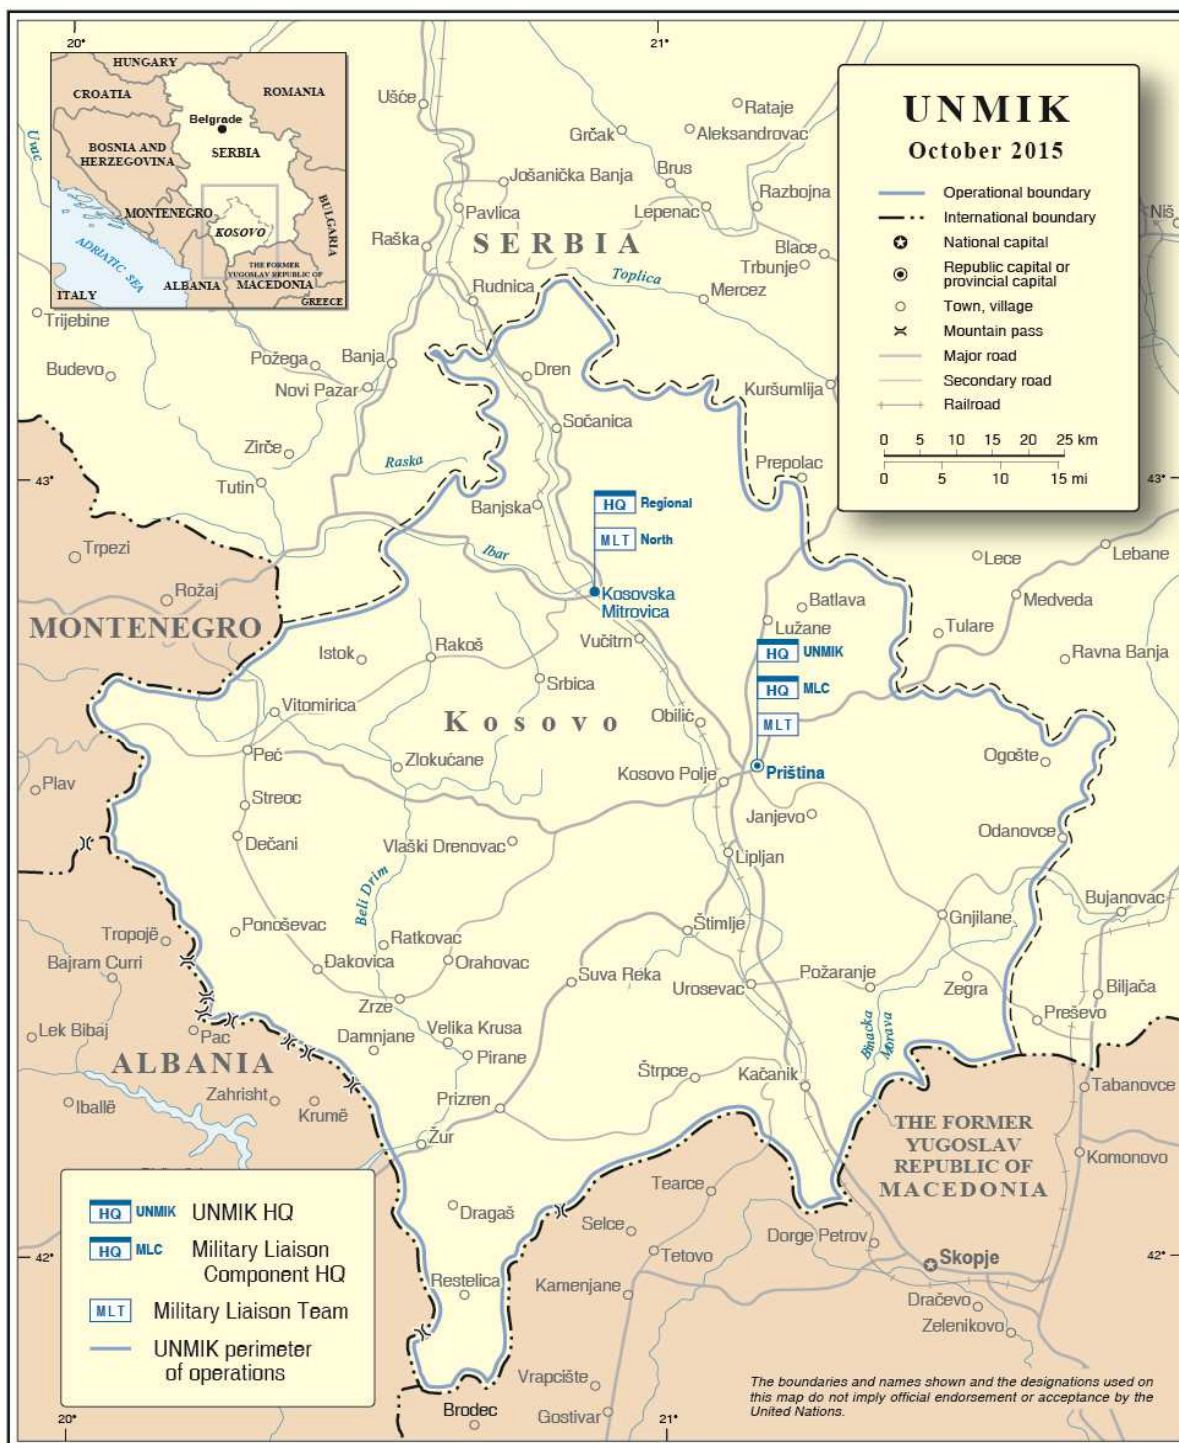 20°
21°
HUNGARY
CROATIA
ROMANIA
Belgrade
BOSNIA AND
HERZEGOVINA
SERBIA
MONTENEGRO
KOSOVO
BULGARIA
ADRIATIC SEA
THE FORMER
YUGOSLAV REPUBLIC OF
MACEDONIA
ALBANIA
ITALY
GREECE
Uvac
UNMIK
October 2015
Operational boundary
International boundary
National capital
Republic capital or
provincial capital
Town, village
Mountain pass
Major road
Secondary road
Railroad
0 5 10 15 20 25 km
0 5 10 15 mi
Ušće
Rataje
Grčak
Aleksandrovac
Brus
Jošanička Banja
Razbojna
Pavlica
Lepenac
Niš
Raška
SERBIA
Blace
Trbunje
Toplica
Rudnica
Mercez
Trijebine
Požega
Banja
Budevo
Dren
Novi Pazar
Kuršumlija
Sočanica
Zirče
Raska
Prepolac
43°
43°
Tutin
Banjska
HQ Regional
MLT North
Ibar
Trpezi
Lece
Lebane
Rožaj
Kosovska
Mitrovica
Batlava
Medveda
MONTENEGRO
Lužane
Vučitrn
Tulare
HQ UNMIK
Istok
Rakoš
Ravna Banja
Srbica
HQ MLC
Vitomirica
Kosovo
Obilić
MLT
Peć
Zlokućane
Ogošte
Kosovo Polje
Priština
Plav
Streoc
Janjevo
Dečani
Vlaški Drenovac
Odanovce
Lipljan
Beli Drim
Bujanovac
Gnjilane
Ponoševac
Štimlje
Tropojë
Ratkovac
Bajram Curri
Đakovica
Orahovac
Suva Reka
Požaranje
Urosevac
Zegra
Biljača
Zrze
Preševo
Lek Bibaj
Pac
Damnjane
Velika Krusa
Binacka
Morava
ALBANIA
Pirane
Štrpce
Kačanik
Tabanovce
Iballë
Zahrisht
Krumë
Prizren
THE FORMER
YUGOSLAV
REPUBLIC OF
MACEDONIA
Žur
Komonovo
Tearce
Dragaš
Selce
Dorge Petrov
42°
42°
Tetovo
Skopje
Restelica
Kamenjane
Dračevo
Zelenikovo
HQ UNMIK UNMIK HQ
HQ MLC Military Liaison
Component HQ
MLT Military Liaison Team
UNMIK perimeter
of operations
Vrapcište
Brodec
Gostivar
The boundaries and names shown and the designations used on
this map do not imply official endorsement or acceptance by the
United Nations.
20°
21°